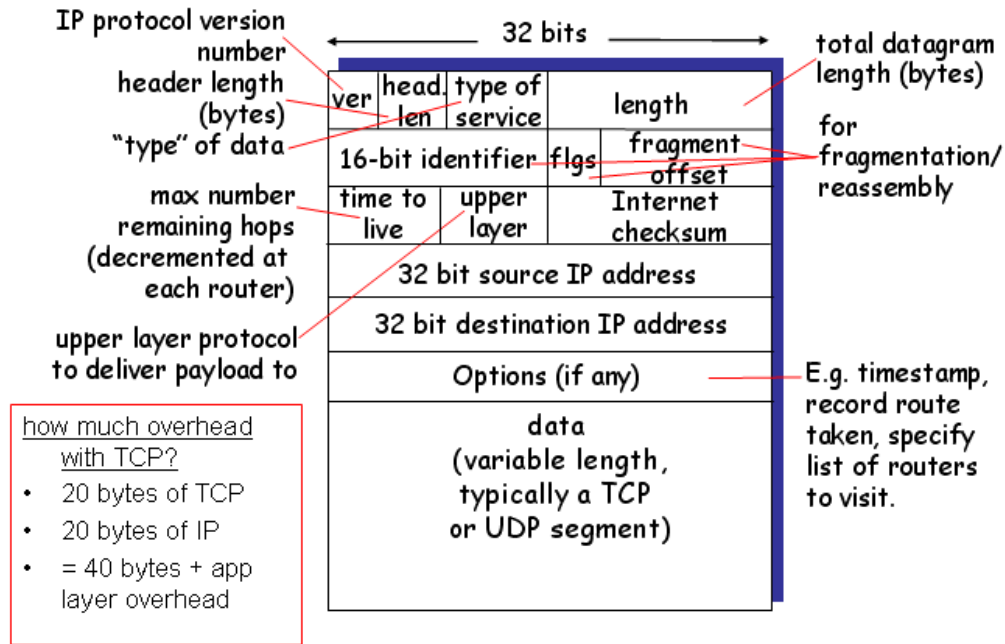 IP protocol version
number
header length
(bytes)
“type” of data
max number
remaining hops
(decremented at
each router)
upper layer protocol
to deliver payload to
how much overhead
with TCP?
• 20 bytes of TCP
• 20 bytes of IP
• = 40 bytes + app
layer overhead
32 bits
ver
head.
len
type of
service
length
16-bit identifier
flgs
fragment
offset
time to
live
upper
layer
Internet
checksum
32 bit source IP address
32 bit destination IP address
Options (if any)
data
(variable length,
typically a TCP
or UDP segment)
total datagram
length (bytes)
for
fragmentation/
reassembly
E.g. timestamp,
record route
taken, specify
list of routers
to visit.